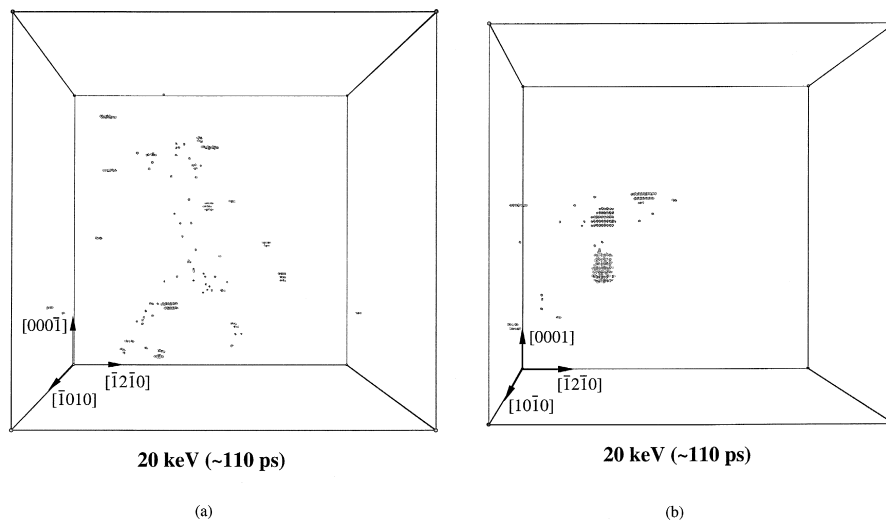 [0001̄]
[1̄21̄0]
[1̄010]
20 keV (~110 ps)
(a)
[0001]
[1̄21̄0]
[101̄0]
20 keV (~110 ps)
(b)